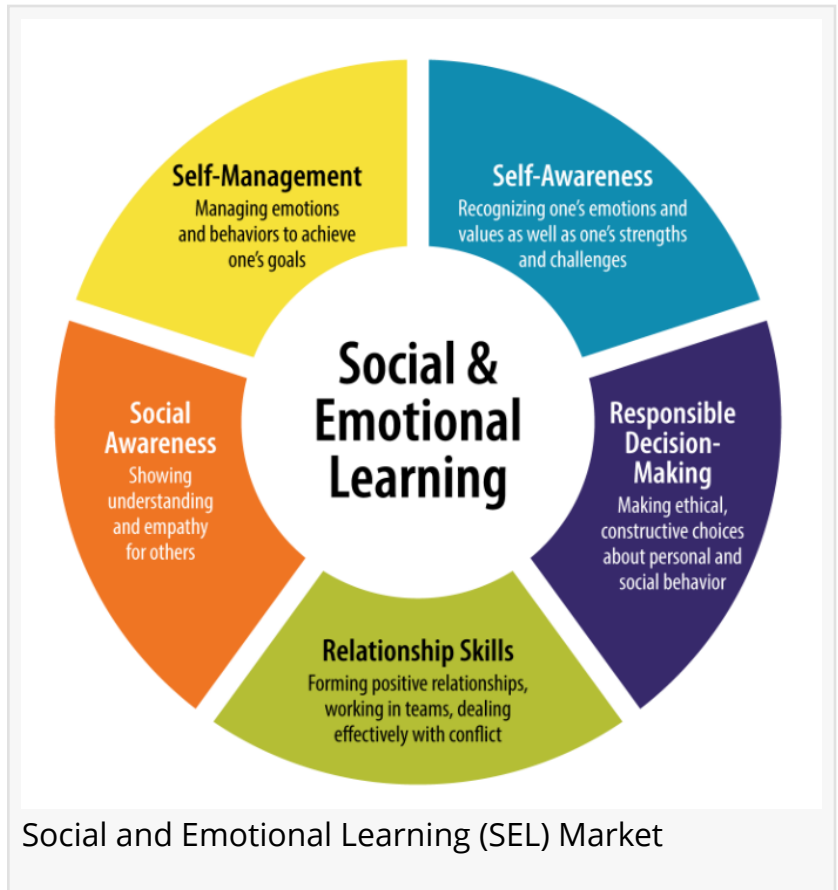 Self-Management
Managing emotions
and behaviors to achieve
one's goals
Self-Awareness
Recognizing one's emotions and
values as well as one's strengths
and challenges
Social &
Emotional
Learning
Social
Awareness
Showing
understanding
and empathy
for others
Responsible
Decision-
Making
Making ethical,
constructive choices
about personal and
social behavior
Relationship Skills
Forming positive relationships,
working in teams, dealing
effectively with conflict
Social and Emotional Learning (SEL) Market